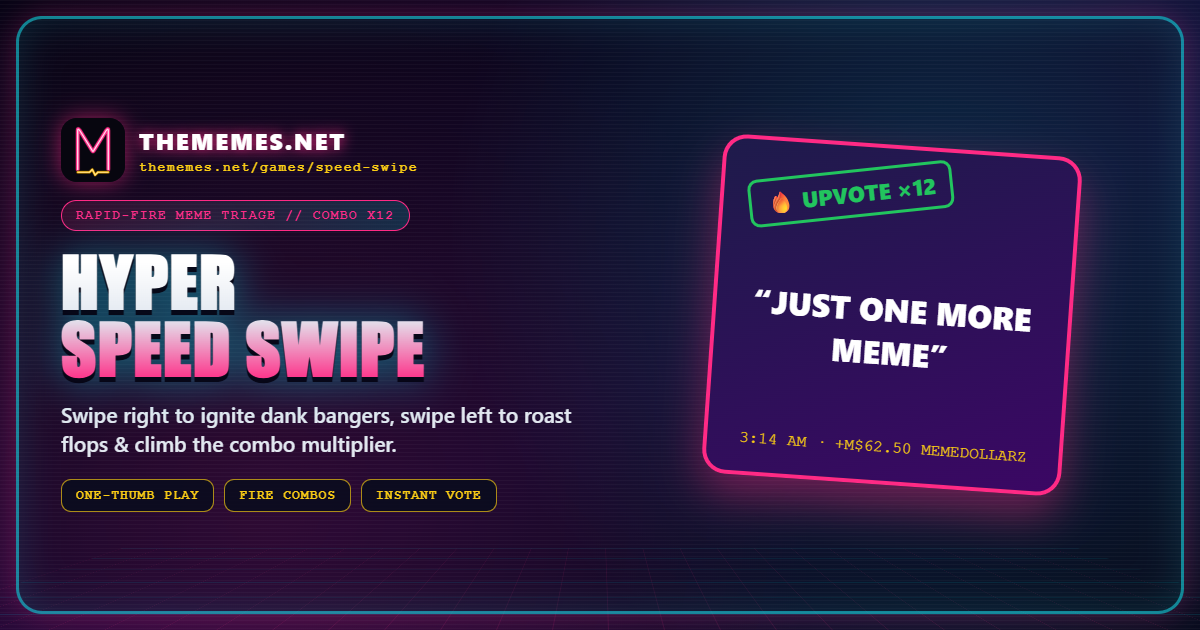 THEMEMES.NET
thememes.net/games/speed-swipe
RAPID-FIRE MEME TRIAGE // COMBO X12
HYPER
SPEED SWIPE
Swipe right to ignite dank bangers, swipe left to roast
flops & climb the combo multiplier.
ONE-THUMB PLAY
FIRE COMBOS
INSTANT VOTE
🔥 UPVOTE ×12
“JUST ONE MORE
MEME”
3:14 AM · +M$62.50 MEMEDOLLARZ